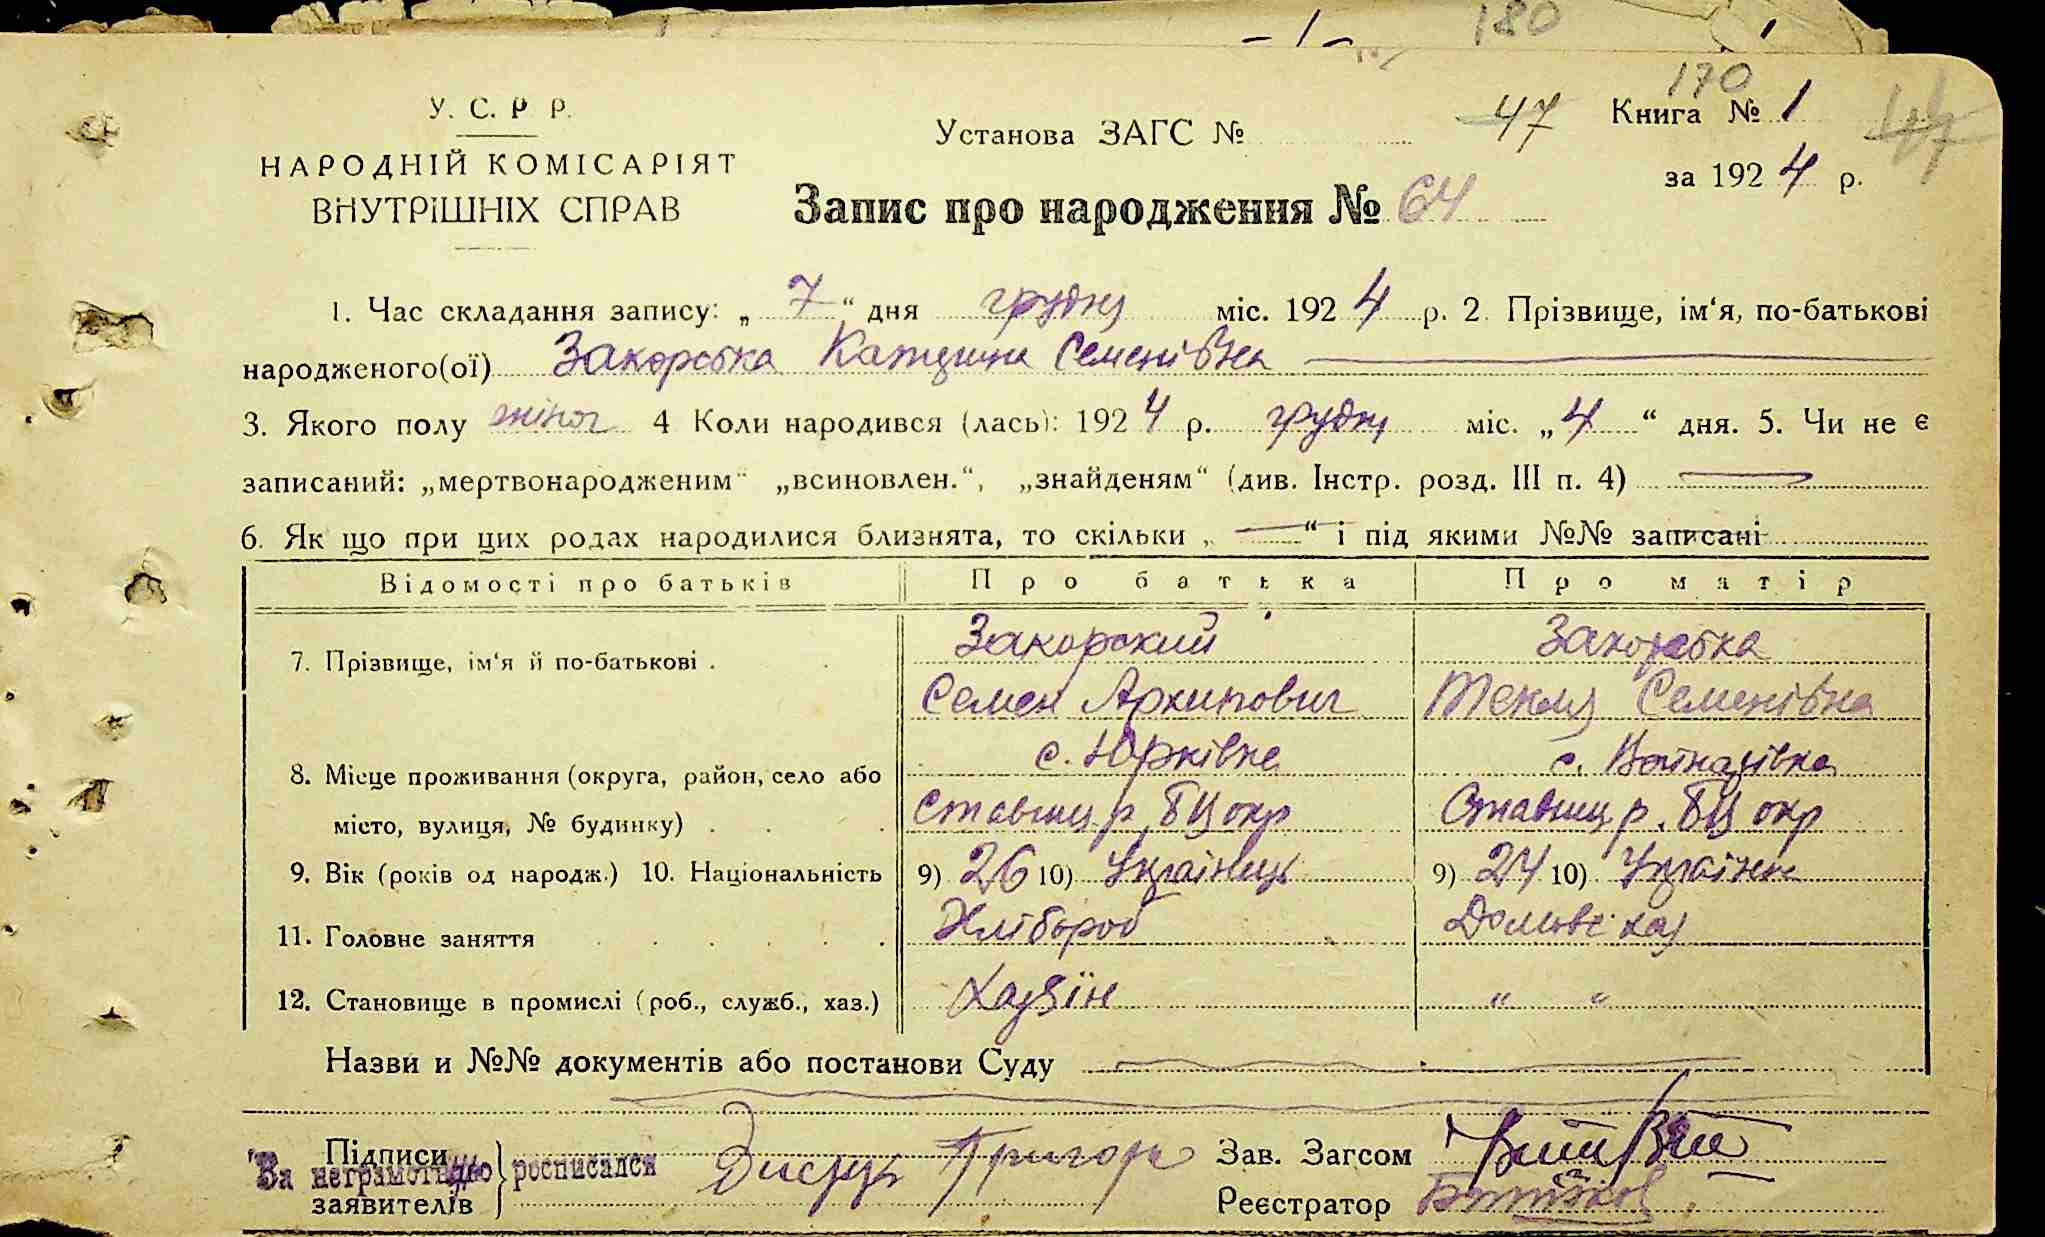 180
- 1 -
170
У. С. Р Р.
НАРОДНІЙ КОМІСАРІЯТ
ВНУТРІШНІХ СПРАВ
Установа ЗАГС № 47 Книга № 1
за 1924 р.
Запис про народження № 64
1. Час складання запису: „7“ дня грудня міс. 1924 р. 2. Прізвище, ім‘я, по-батькові
народженого(ої) Закорська Катерина Семенівна
3. Якого полу жіноч 4 Коли народився (лась): 1924 р. грудня міс. „4“ дня. 5. Чи не є
записаний: „мертвонародженим“ „всиновлен.“, „знайденям“ (див. Інстр. розд. III п. 4)
6. Як що при цих родах народилися близнята, то скільки „—“ і під якими №№ записані
Відомості про батьків Про батька Про матір
7. Прізвище, ім‘я й по-батькові . Закорский Закорська
Семен Архипович Текля Семенівна
с. Юрківка с.
8. Місце проживання (округа, район, село або
місто, вулиця, № будинку) Ставищ р. БЦ окр Ставищ р. БЦ окр
9. Вік (років од народж.) 10. Національність 9) 26 10) Українець 9) 24 10) Українка
11. Головне заняття Хлібороб Домове хаз
12. Становище в промислі (роб., служб., хаз.) Хазяїн " "
Назви и №№ документів або постанови Суду
Підписи
За неграмотного росписался
заявителів
Григор
Зав. Загсом
Реєстратор